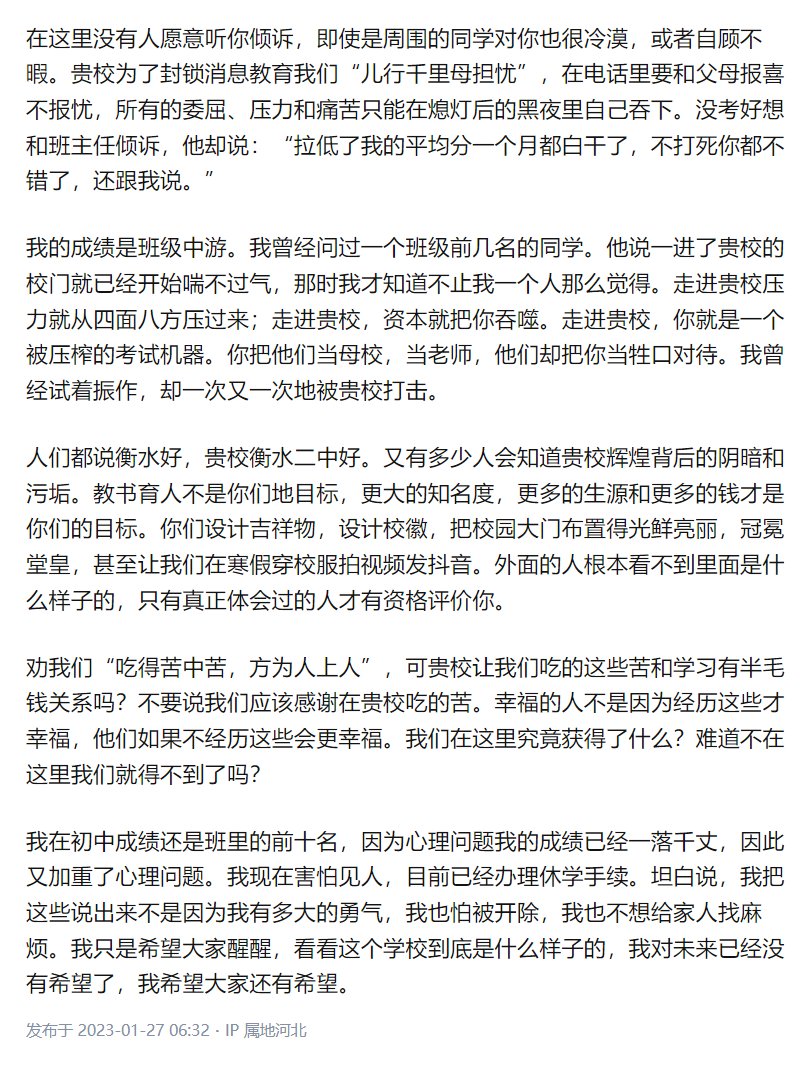 在这里没有人愿意听你倾诉，即使是周围的同学对你也很冷漠，或者自顾不
暇。贵校为了封锁消息教育我们“儿行千里母担忧”，在电话里要和父母报喜
不报忧，所有的委屈、压力和痛苦只能在熄灯后的黑夜里自己吞下。没考好想
和班主任倾诉，他却说：“拉低了我的平均分一个月都白干了，不打死你都不
错了，还跟我说。”
我的成绩是班级中游。我曾经问过一个班级前几名的同学。他说一进了贵校的
校门就已经开始喘不过气，那时我才知道不止我一个人那么觉得。走进贵校压
力就从四面八方压过来；走进贵校，资本就把你吞噬。走进贵校，你就是一个
被压榨的考试机器。你把他们当母校，当老师，他们却把你当牲口对待。我曾
经试着振作，却一次又一次地被贵校打击。
人们都说衡水好，贵校衡水二中好。又有多少人会知道贵校辉煌背后的阴暗和
污垢。教书育人不是你们地目标，更大的知名度，更多的生源和更多的钱才是
你们的目标。你们设计吉祥物，设计校徽，把校园大门布置得光鲜亮丽，冠冕
堂皇，甚至让我们在寒假穿校服拍视频发抖音。外面的人根本看不到里面是什
么样子的，只有真正体会过的人才有资格评价你。
劝我们“吃得苦中苦，方为人上人”，可贵校让我们吃的这些苦和学习有半毛
钱关系吗？不要说我们应该感谢在贵校吃的苦。幸福的人不是因为经历这些才
幸福，他们如果不经历这些会更幸福。我们在这里究竟获得了什么？难道不在
这里我们就得不到了吗？
我在初中成绩还是班里的前十名，因为心理问题我的成绩已经一落千丈，因此
又加重了心理问题。我现在害怕见人，目前已经办理休学手续。坦白说，我把
这些说出来不是因为我有多大的勇气，我也怕被开除，我也不想给家人找麻
烦。我只是希望大家醒醒，看看这个学校到底是什么样子的，我对未来已经没
有希望了，我希望大家还有希望。
发布于 2023-01-27 06:32 · IP 属地河北